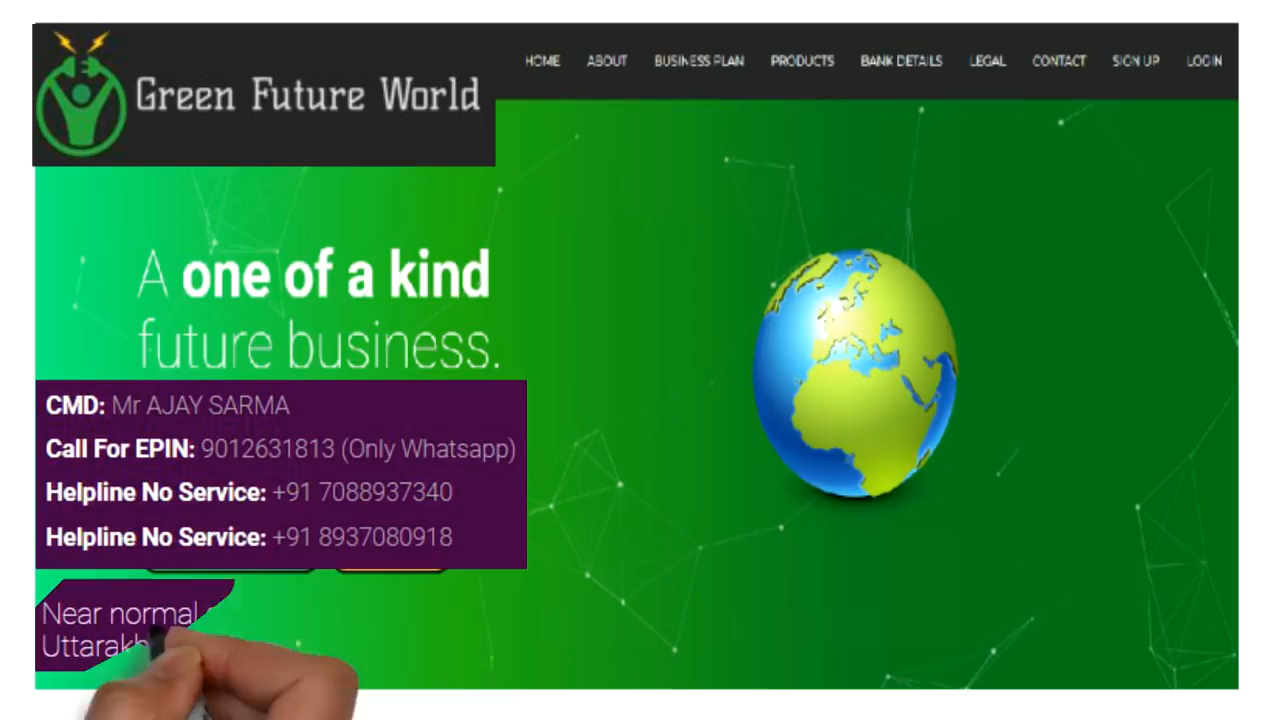 Green Future World
HOME ABOUT BUSINESS PLAN PRODUCTS BANK DETAILS LEGAL CONTACT SIGN UP LOGIN
A one of a kind
future business.
CMD: Mr AJAY SARMA
Call For EPIN: 9012631813 (Only Whatsapp)
Helpline No Service: +91 7088937340
Helpline No Service: +91 8937080918
Near normal
Uttarakh